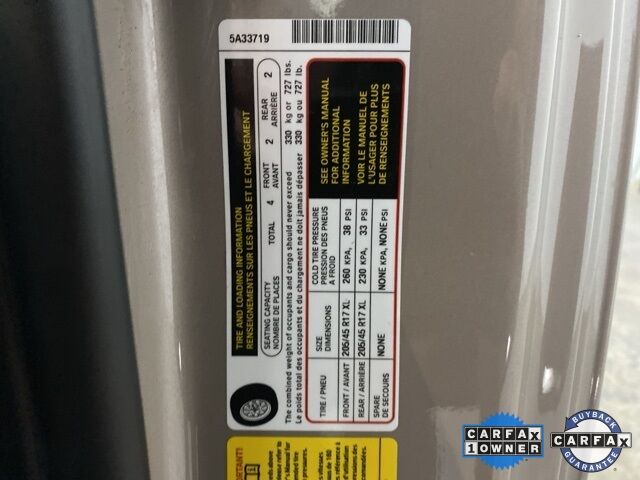 5A33719
TIRE AND LOADING INFORMATION
RENSEIGNEMENTS SUR LES PNEUS ET LE CHARGEMENT
SEATING CAPACITY TOTAL 4 FRONT 2 REAR 2
NOMBRE DE PLACES AVANT ARRIÈRE
The combined weight of occupants and cargo should never exceed 330 kg or 727 lbs.
Le poids total des occupants et du chargement ne doit jamais dépasser 330 kg ou 727 lb.
TIRE / PNEU SIZE DIMENSIONS COLD TIRE PRESSURE PRESSION DES PNEUS A FROID
FRONT / AVANT 205/45 R17 XL 260 KPA, 38 PSI
REAR / ARRIÈRE 205/45 R17 XL 230 KPA, 33 PSI
SPARE DE SECOURS NONE NONE KPA, NONE PSI
SEE OWNER'S MANUAL
FOR ADDITIONAL
INFORMATION
VOIR LE MANUEL DE
L'USAGER POUR PLUS
DE RENSEIGNEMENTS
CARFAX
1 OWNER
BUYBACK
CARFAX
GUARANTEE